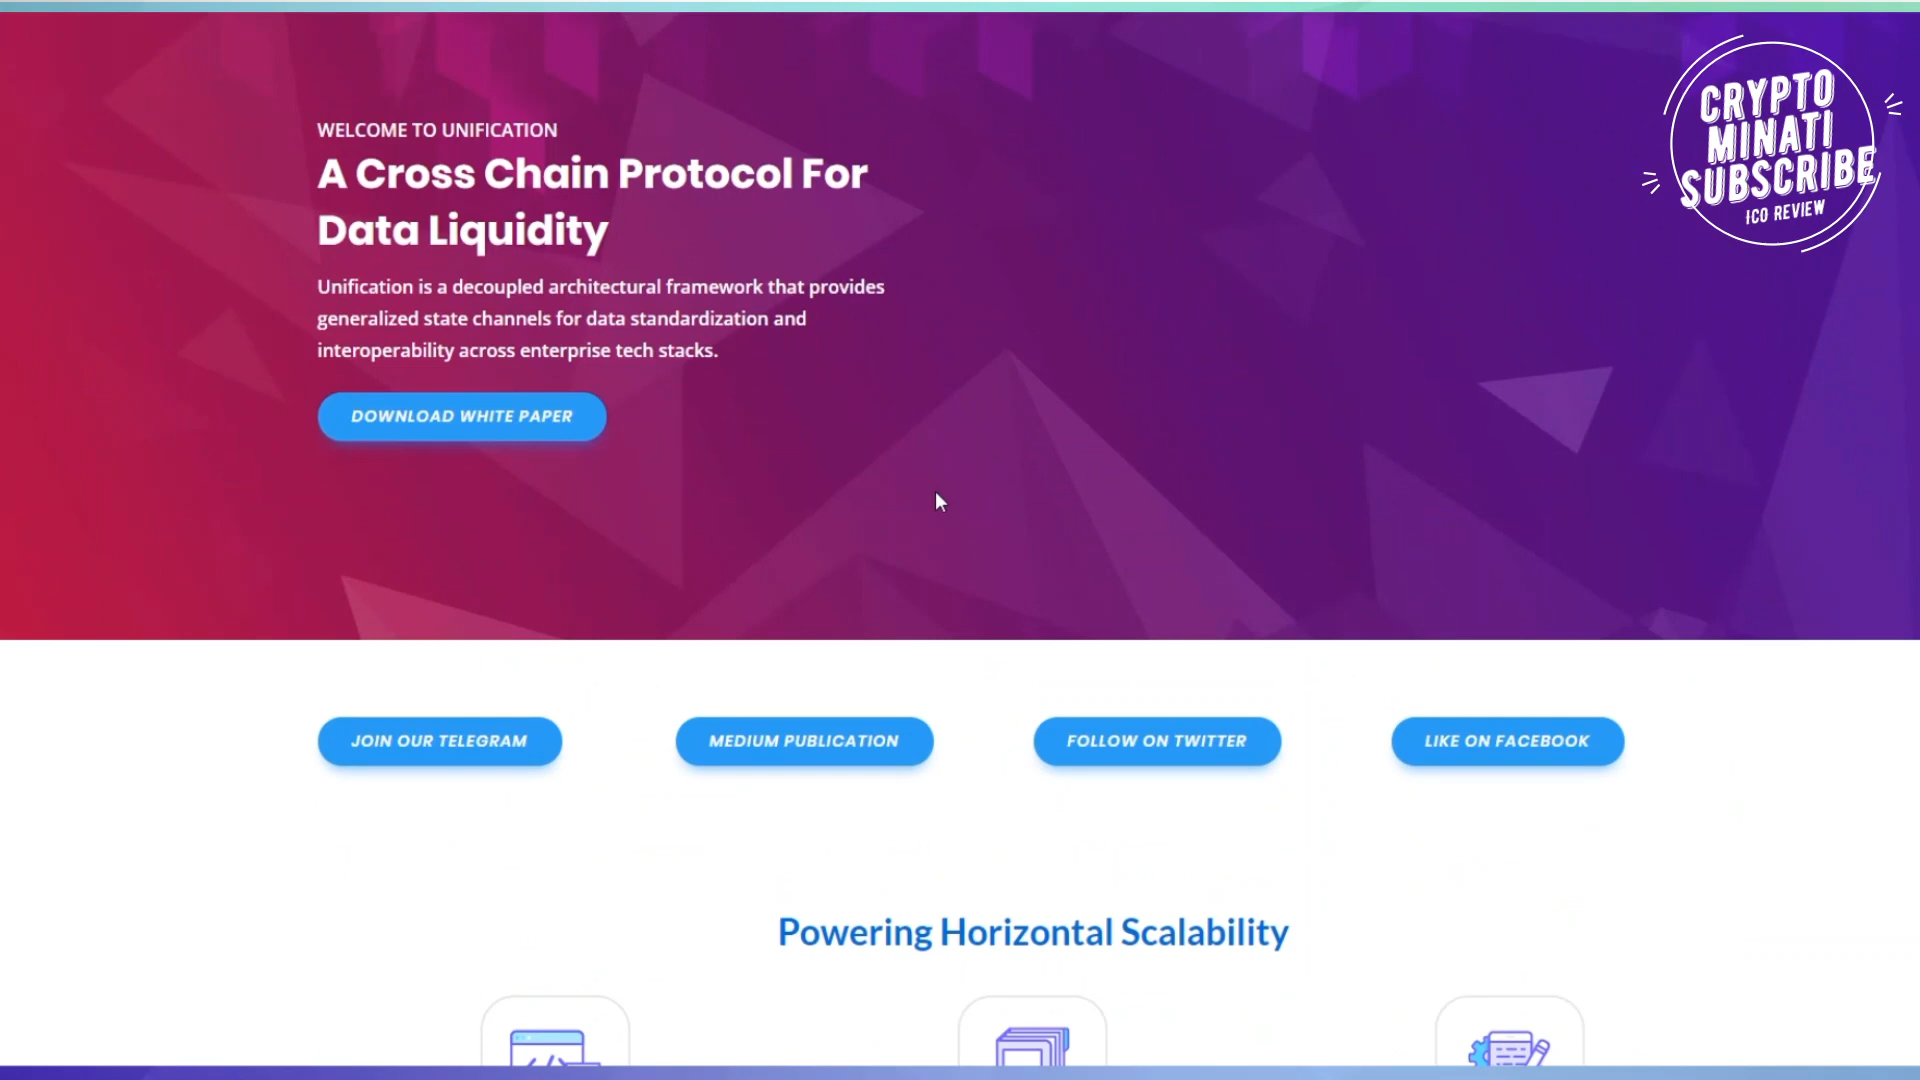 WELCOME TO UNIFICATION
A Cross Chain Protocol For
Data Liquidity
Unification is a decoupled architectural framework that provides
generalized state channels for data standardization and
interoperability across enterprise tech stacks.
DOWNLOAD WHITE PAPER
CRYPTO
MINATI
SUBSCRIBE
ICO REVIEW
JOIN OUR TELEGRAM
MEDIUM PUBLICATION
FOLLOW ON TWITTER
LIKE ON FACEBOOK
Powering Horizontal Scalability